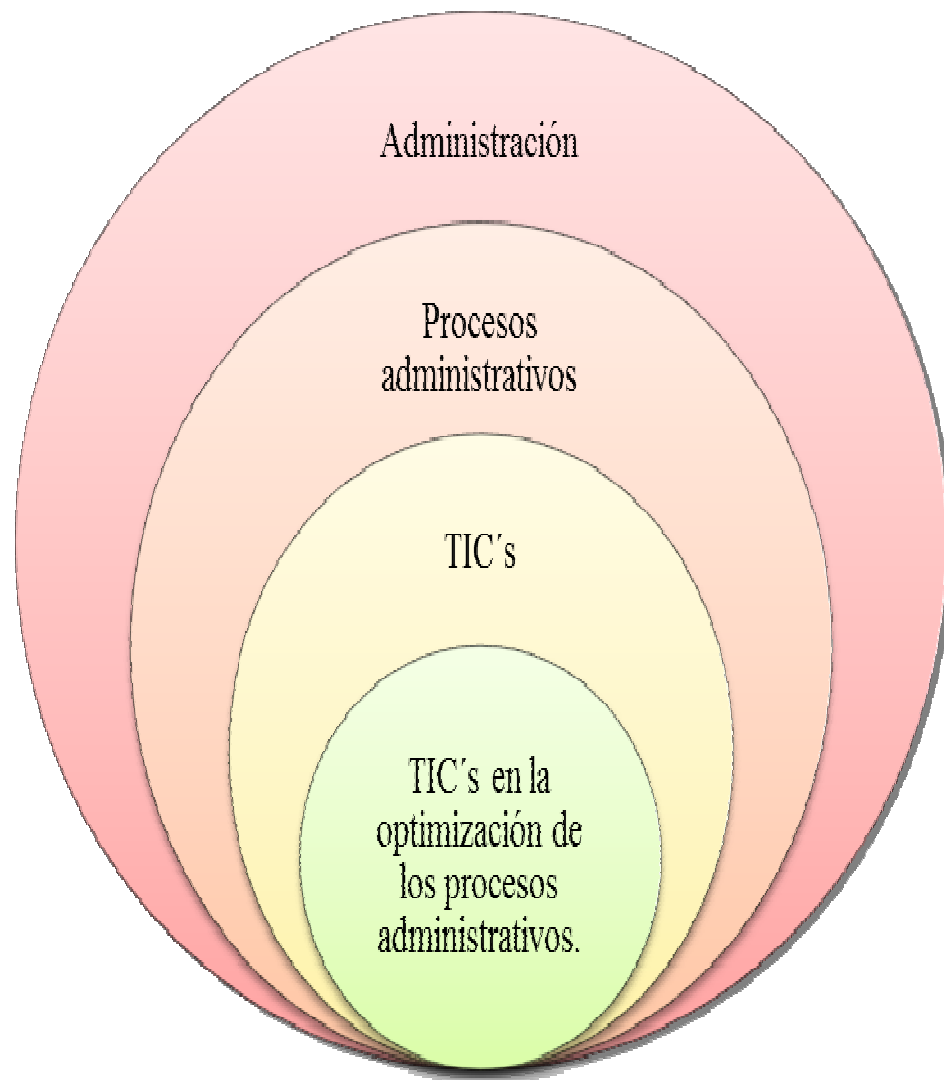 Administración
Procesos
administrativos
TIC´s
TIC´s en la
optimización de
los procesos
administrativos.